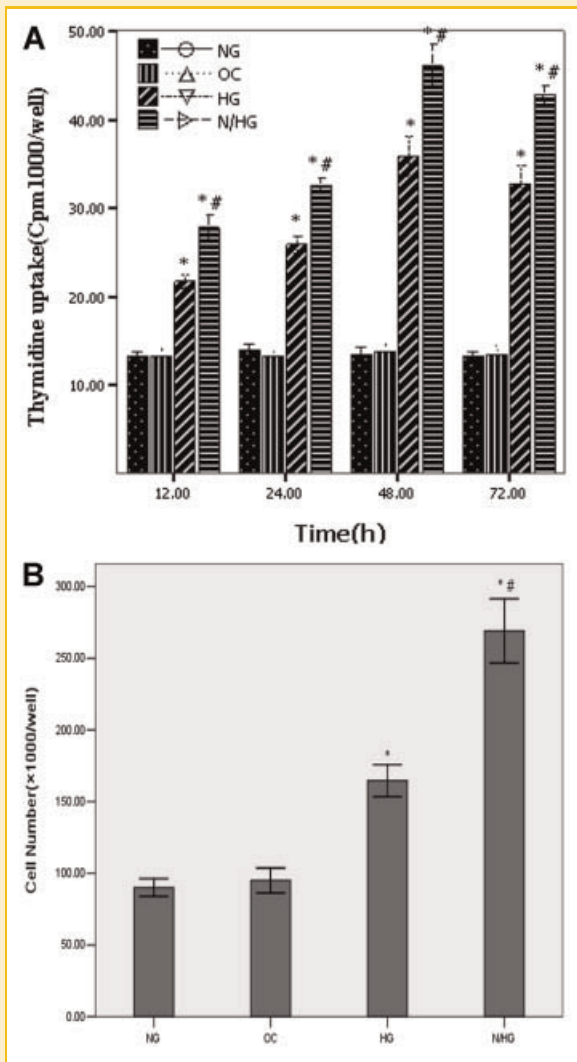 A
50.00
40.00
30.00
20.00
10.00
Thymidine uptake(Cpm1000/well)
NG
OC
HG
N/HG
*
*#
*
*#
*
*#
*
*#
12.00
24.00
48.00
72.00
Time(h)
B
300.00
250.00
200.00
150.00
100.00
50.00
0.00
Cell Number(×1000/well)
*
*#
NG
OC
HG
N/HG